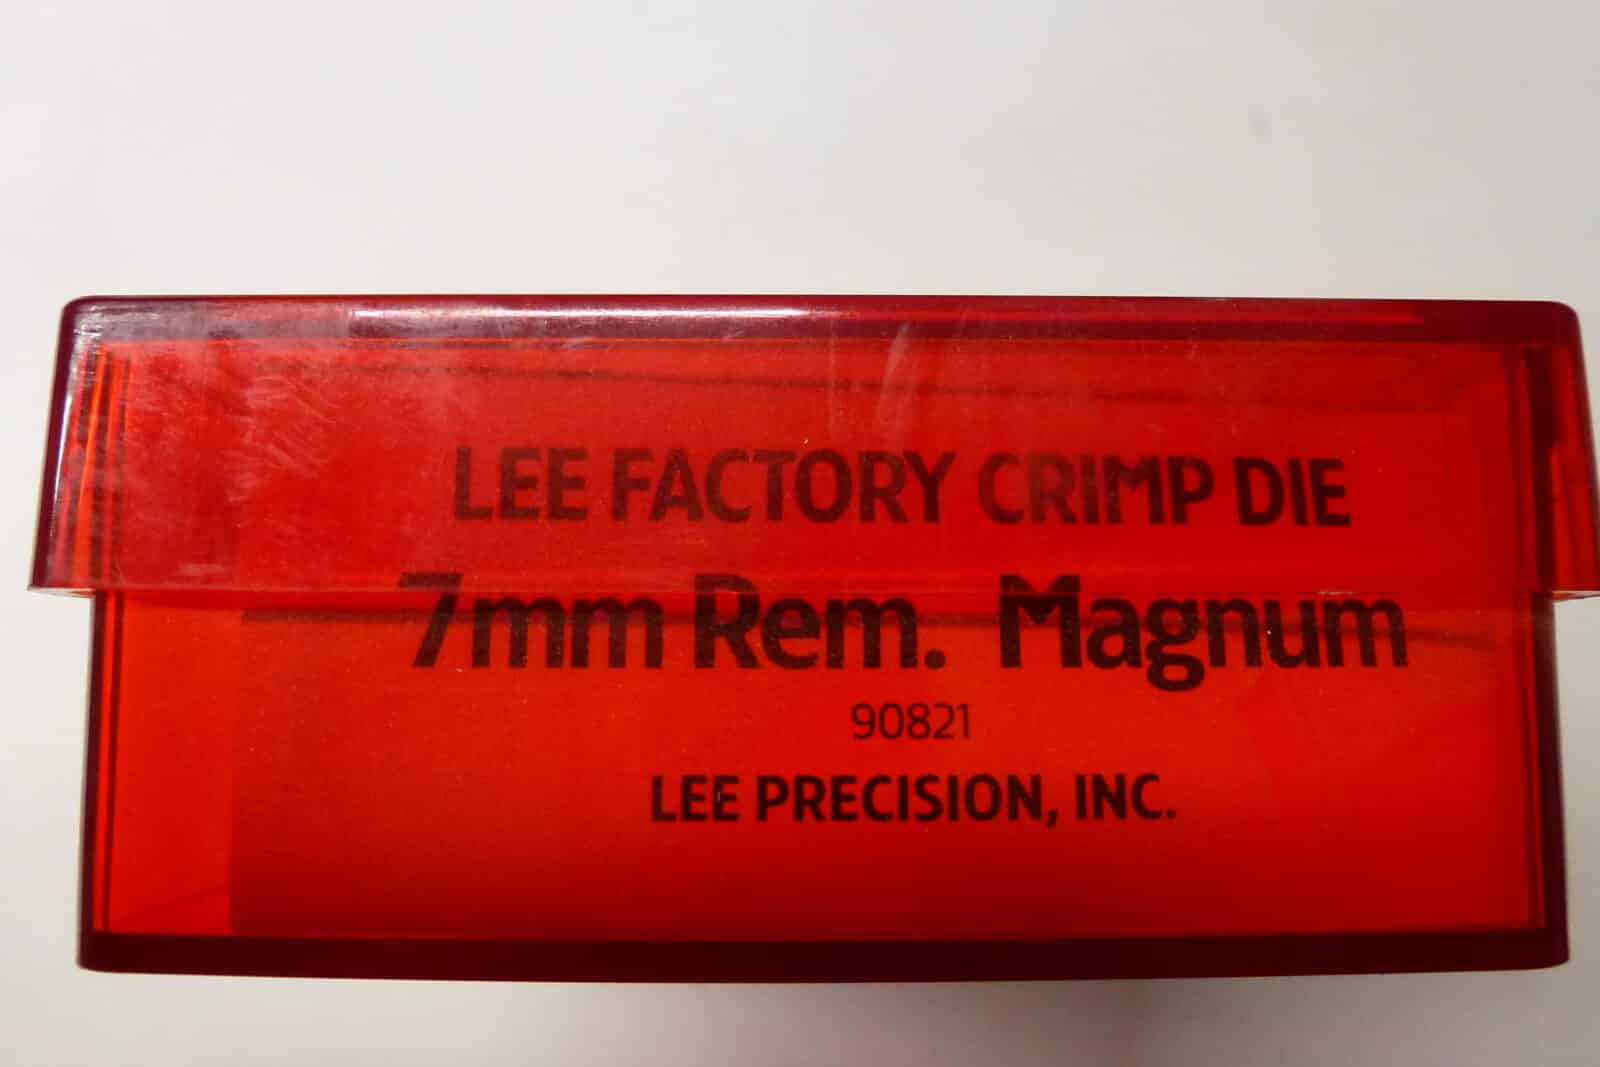 LEE FACTORY CRIMP DIE
7mm Rem. Magnum
90821
LEE PRECISION, INC.